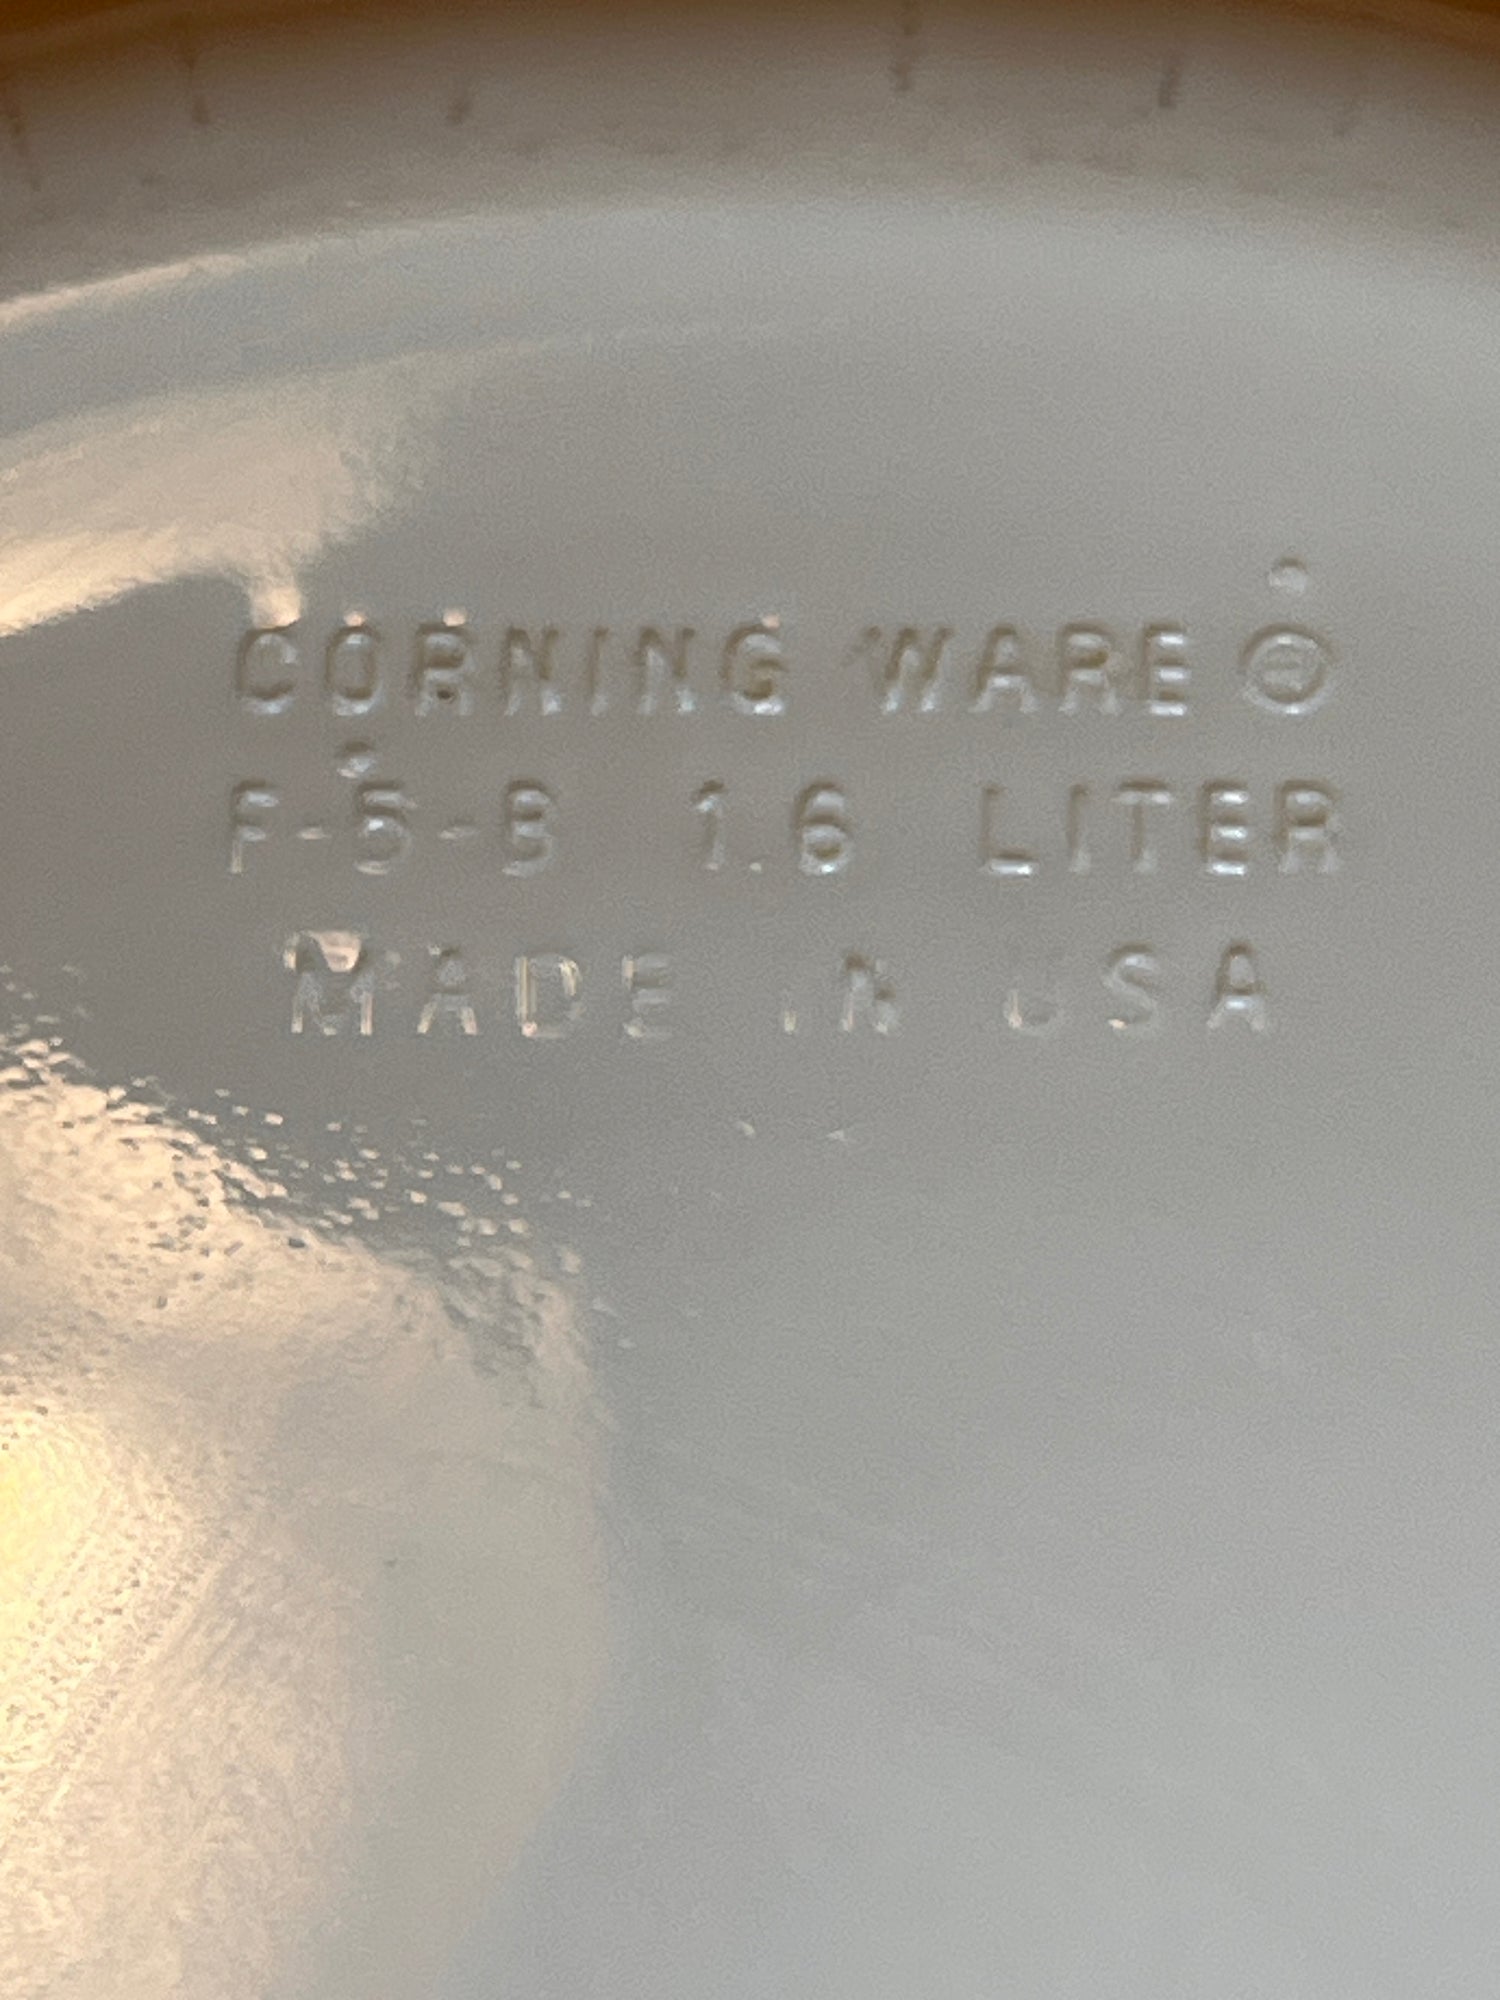 CORNING WARE ®
F-5-B 1.6 LITER
MADE IN USA